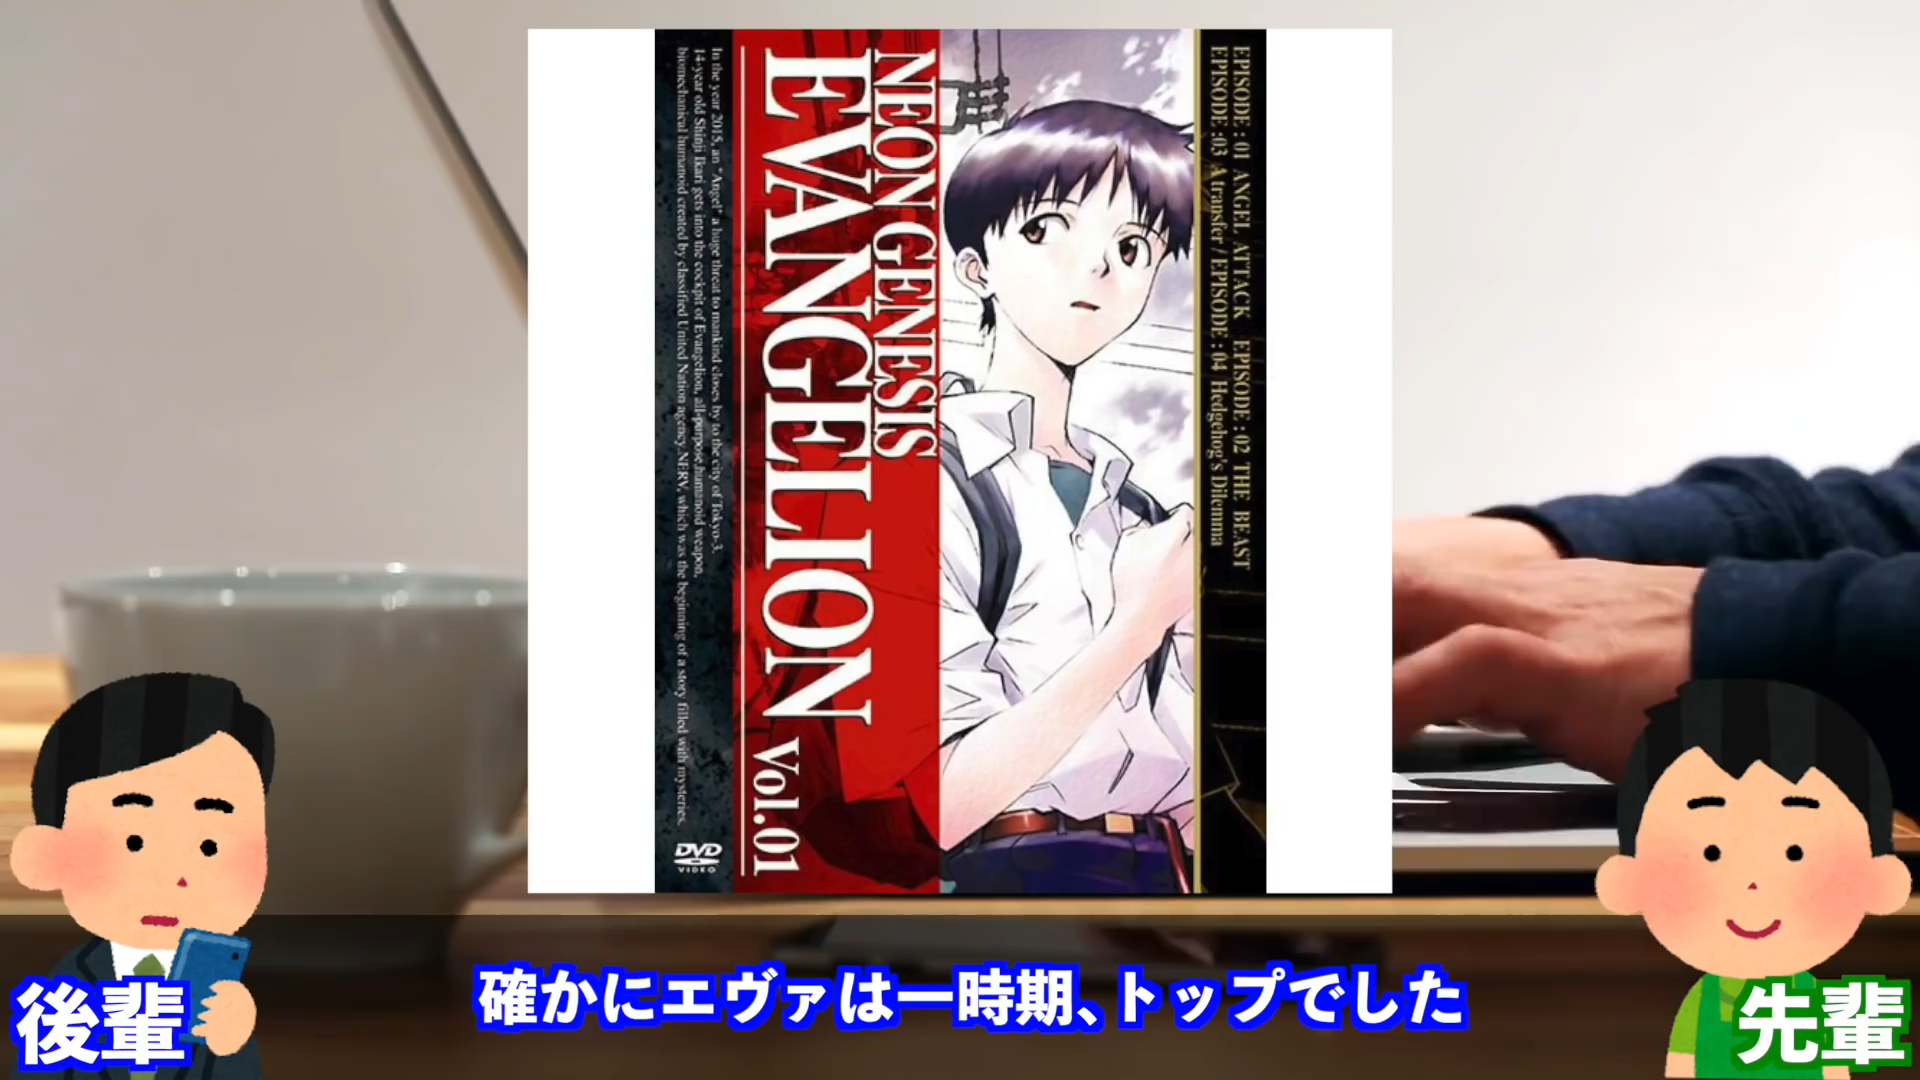 In the year 2015, an "Angel" a huge threat to mankind closes by to the city of Tokyo-3.
14-year old Shinji Ikari gets into the cockpit of Evangelion, all-purpose humanoid weapon,
biomechanical humanoid created by classified United Nation agency NERV, which was the beginning of a story filled with mysteries.
NEON GENESIS
EVANGELION
Vol.01
DVD
VIDEO
EPISODE : 01 ANGEL ATTACK EPISODE : 02 THE BEAST
EPISODE : 03 A transfer / EPISODE : 04 Hedgehog's Dilemma
確かにエヴァは一時期、トップでした
後輩
先輩